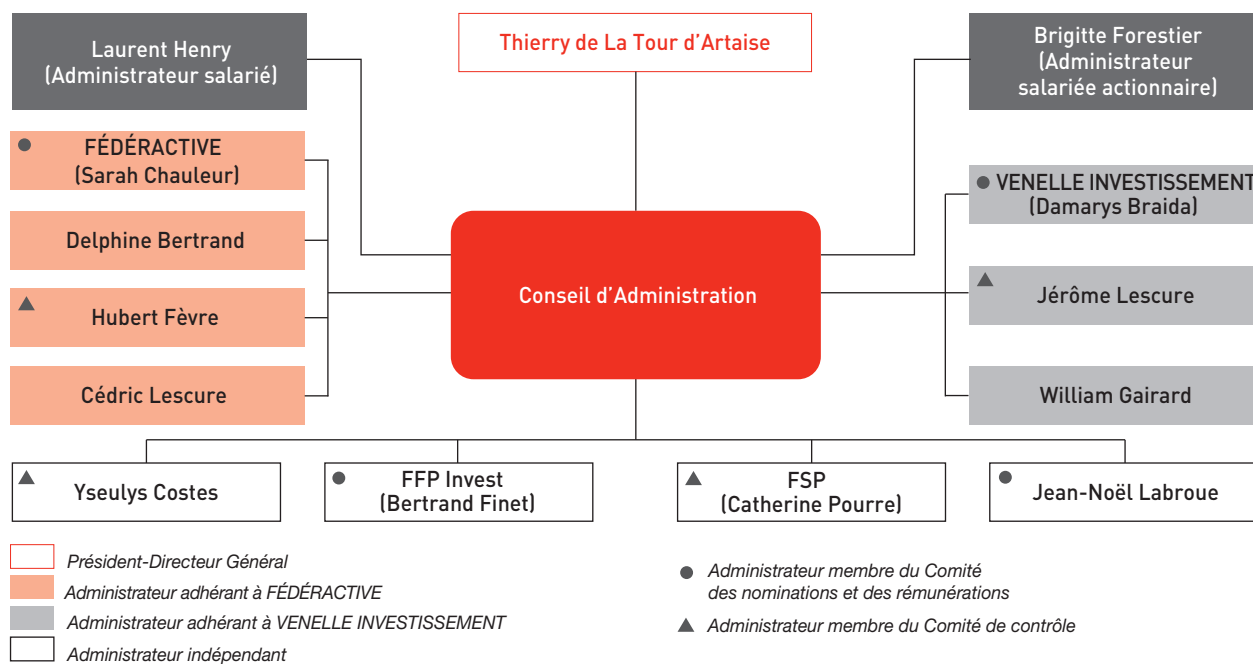 Laurent Henry
(Administrateur salarié)
Thierry de La Tour d'Artaise
Brigitte Forestier
(Administrateur
salariée actionnaire)
FÉDÉRACTIVE
(Sarah Chauleur)
Delphine Bertrand
Hubert Fèvre
Cédric Lescure
Conseil d'Administration
VENELLE INVESTISSEMENT
(Damarys Braida)
Jérôme Lescure
William Gairard
Yseulys Costes
FFP Invest
(Bertrand Finet)
FSP
(Catherine Pourre)
Jean-Noël Labroue
Président-Directeur Général
Administrateur adhérant à FÉDÉRACTIVE
Administrateur adhérant à VENELLE INVESTISSEMENT
Administrateur indépendant
Administrateur membre du Comité
des nominations et des rémunérations
Administrateur membre du Comité de contrôle